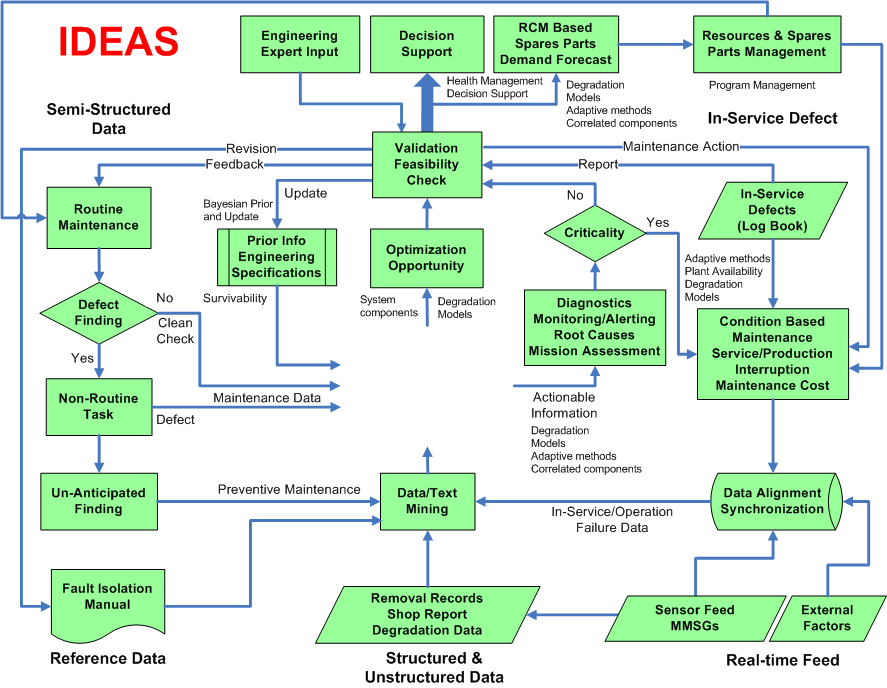 IDEAS
Engineering
Expert Input
Decision
Support
RCM Based
Spares Parts
Demand Forecast
Resources & Spares
Parts Management
Health Management
Decision Support
Degradation
Models
Adaptive methods
Correlated components
Program Management
Semi-Structured
Data
In-Service Defect
Revision
Feedback
Validation
Feasibility
Check
Maintenance Action
Report
Update
No
Routine
Maintenance
Bayesian Prior
and Update
Prior Info
Engineering
Specifications
Survivability
Optimization
Opportunity
System
components
Degradation
Models
Criticality
Yes
In-Service
Defects
(Log Book)
Adaptive methods
Plant Availability
Degradation
Models
Defect
Finding
No
Clean
Check
Yes
Diagnostics
Monitoring/Alerting
Root Causes
Mission Assessment
Condition Based
Maintenance
Service/Production
Interruption
Maintenance Cost
Non-Routine
Task
Maintenance Data
Defect
Actionable
Information
Degradation
Models
Adaptive methods
Correlated components
Un-Anticipated
Finding
Preventive Maintenance
Data/Text
Mining
In-Service/Operation
Failure Data
Data Alignment
Synchronization
Fault Isolation
Manual
Reference Data
Removal Records
Shop Report
Degradation Data
Structured &
Unstructured Data
Sensor Feed
MMSGs
External
Factors
Real-time Feed